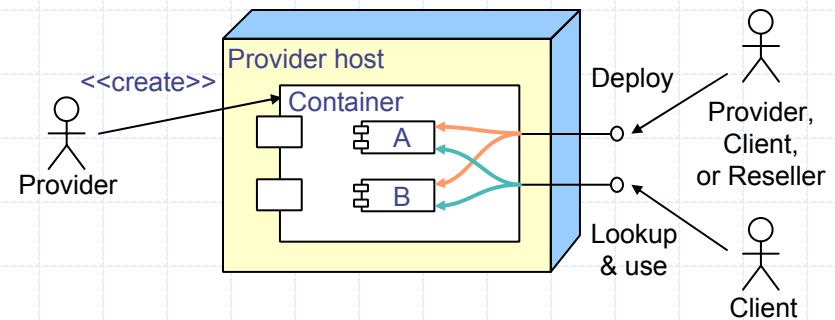 Provider host
<<create>>
Container
Deploy
A
B
Provider
Provider,
Client,
or Reseller
Lookup
& use
Client